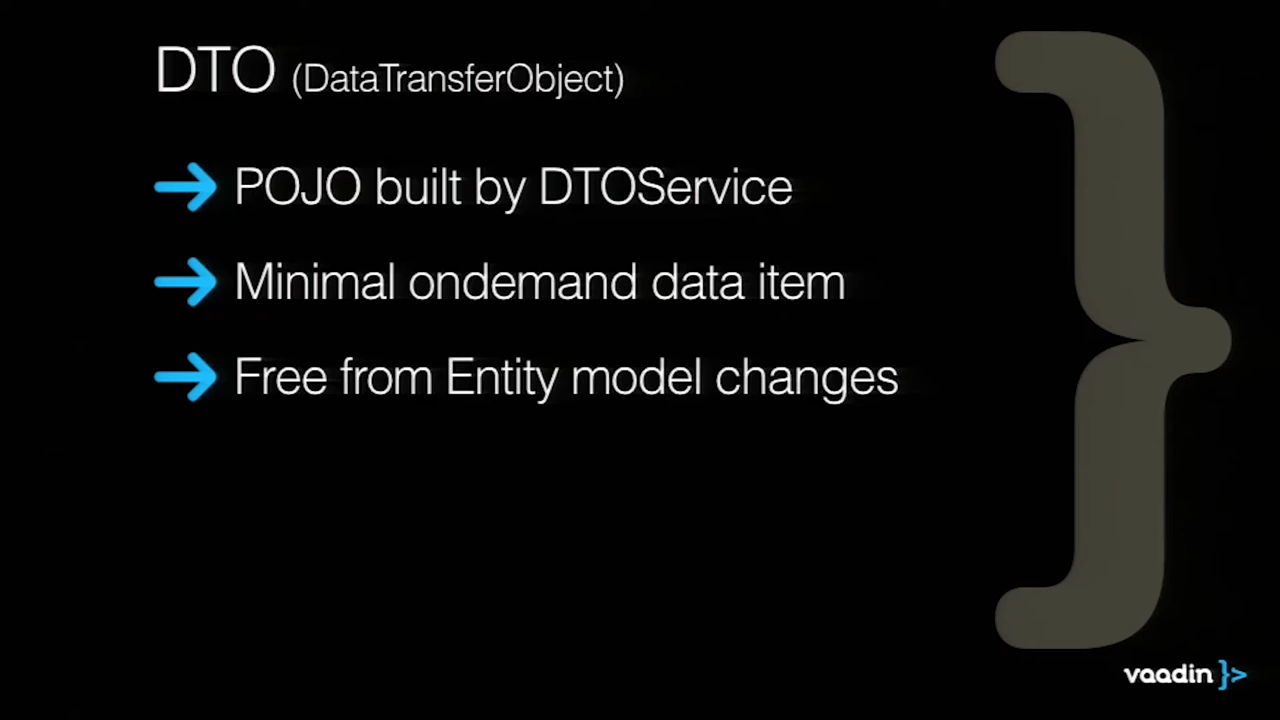 DTO (DataTransferObject)
POJO built by DTOService
Minimal ondemand data item
Free from Entity model changes
vaadin }>